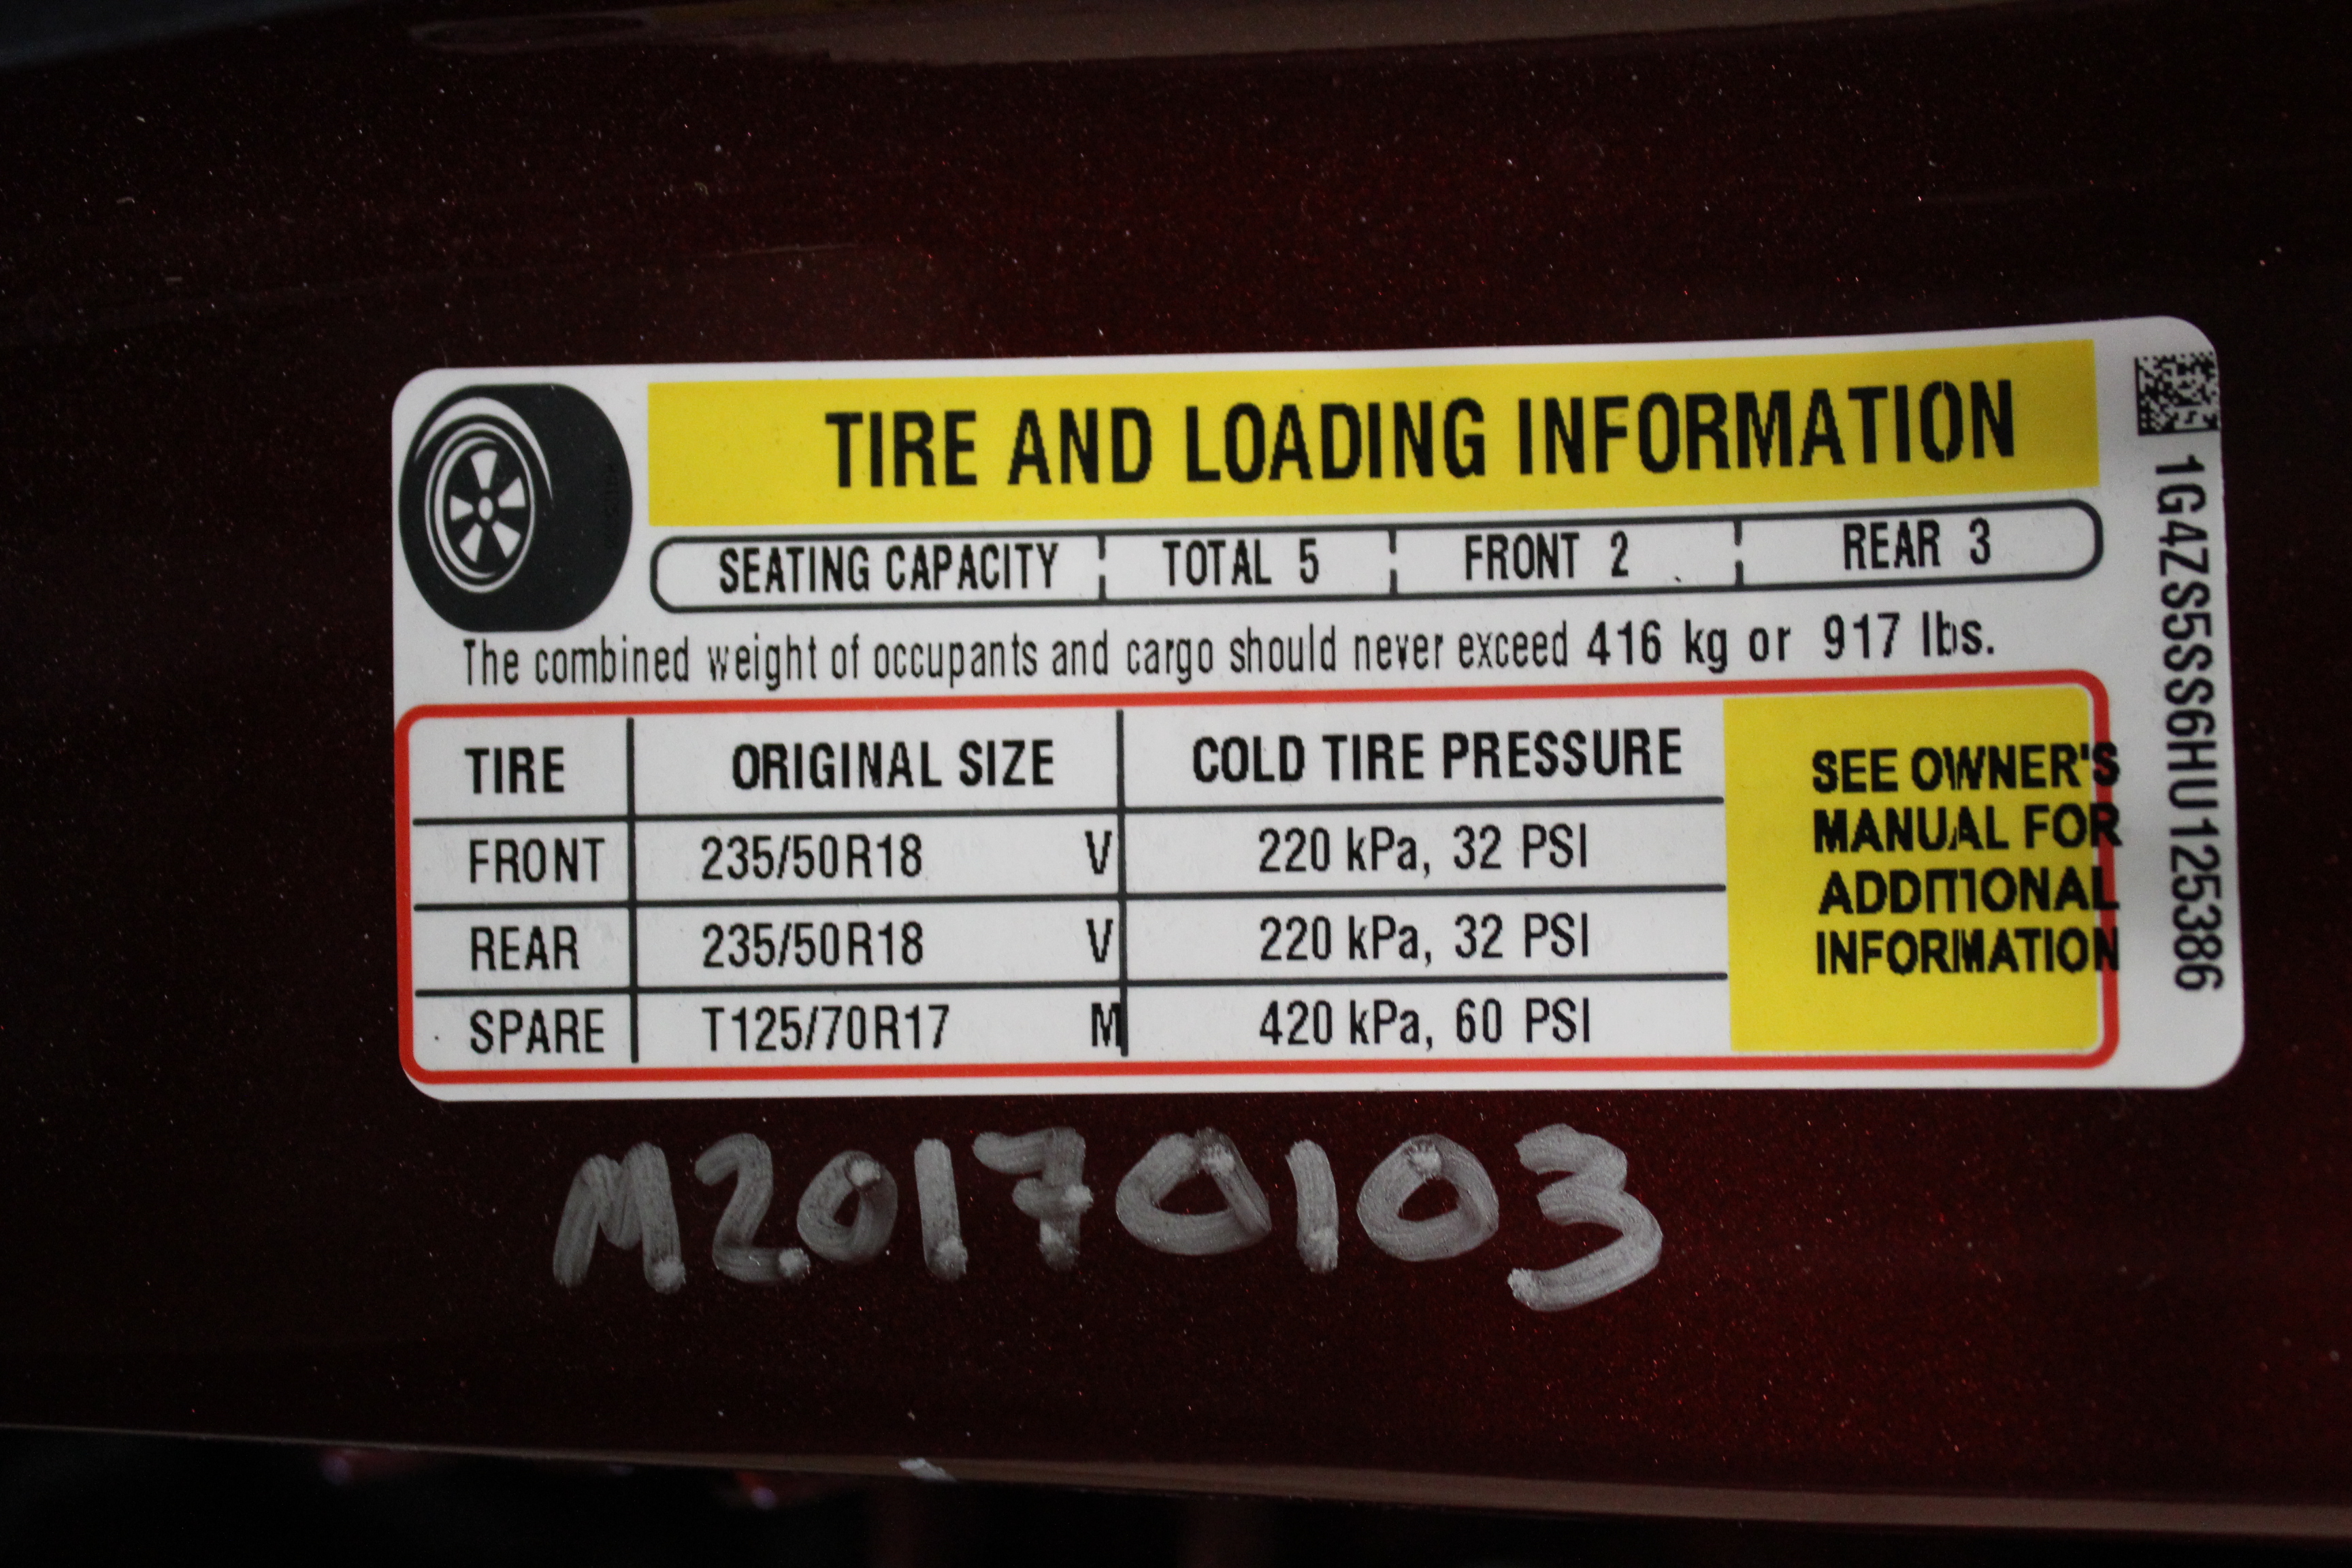 TIRE AND LOADING INFORMATION
SEATING CAPACITY TOTAL 5 FRONT 2 REAR 3
The combined weight of occupants and cargo should never exceed 416 kg or 917 lbs.
TIRE ORIGINAL SIZE COLD TIRE PRESSURE
FRONT 235/50R18 V 220 kPa, 32 PSI
REAR 235/50R18 V 220 kPa, 32 PSI
SPARE T125/70R17 M 420 kPa, 60 PSI
SEE OWNER'S
MANUAL FOR
ADDITIONAL
INFORMATION
1G4ZS5SS6HU125386
M20170103